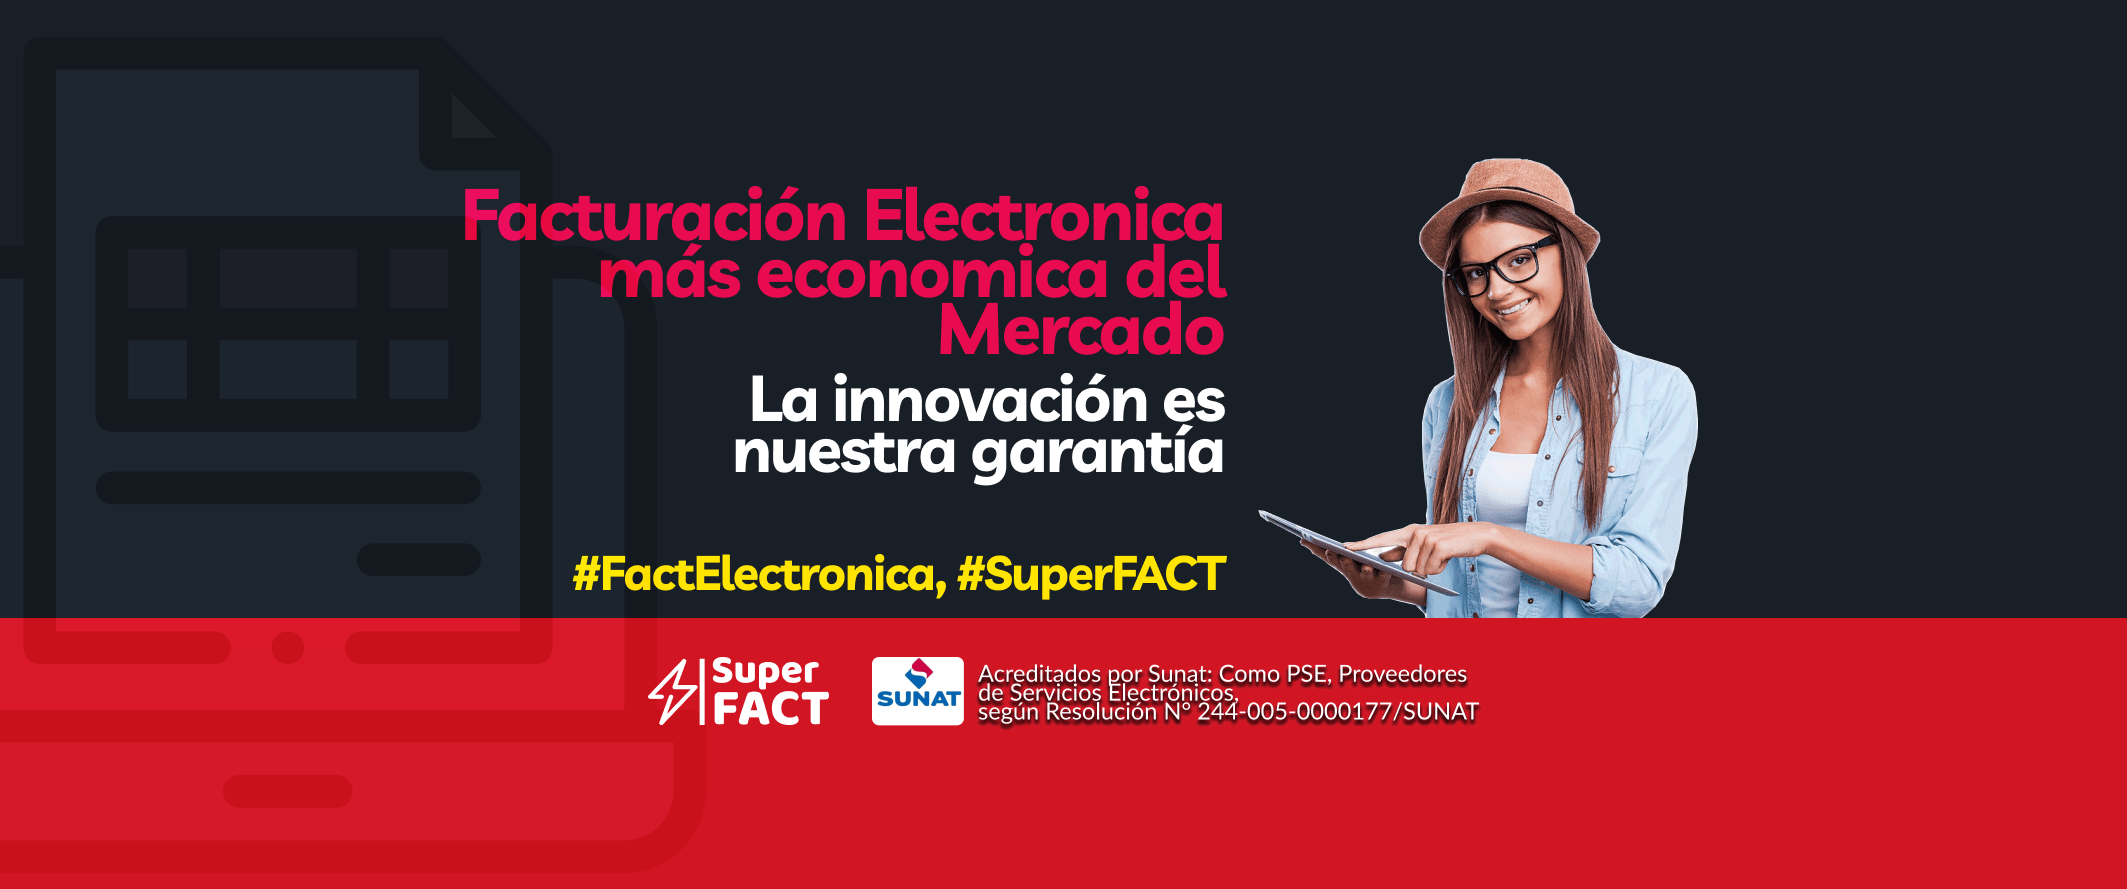 Facturación Electronica
más economica del
Mercado
La innovación es
nuestra garantía
#FactElectronica, #SuperFACT
Super
FACT
SUNAT
Acreditados por Sunat: Como PSE, Proveedores
de Servicios Electrónicos,
según Resolución N° 244-005-0000177/SUNAT